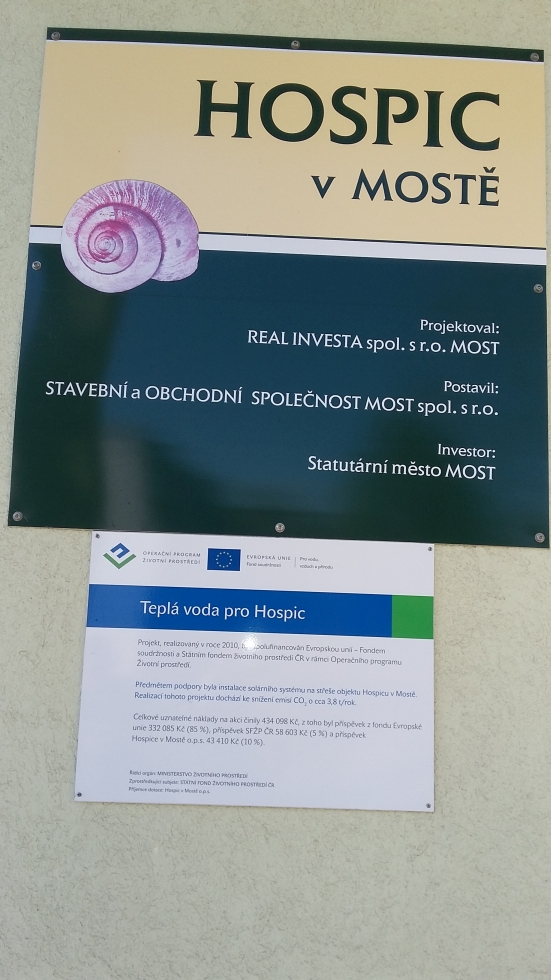 HOSPIC
v MOSTĚ
Projektoval:
REAL INVESTA spol. s r.o. MOST
Postavil:
STAVEBNÍ a OBCHODNÍ SPOLEČNOST MOST spol. s r.o.
Investor:
Statutární město MOST
OPERAČNÍ PROGRAM
ŽIVOTNÍ PROSTŘEDÍ
EVROPSKÁ UNIE
Fond soudržnosti
Pro vodu,
vzduch a přírodu
Teplá voda pro Hospic
Projekt, realizovaný v roce 2010, spolufinancován Evropskou unií – Fondem
soudržnosti a Státním fondem životního prostředí ČR v rámci Operačního programu
Životní prostředí.
Předmětem podpory byla instalace solárního systému na střeše objektu Hospicu v Mostě.
Realizací tohoto projektu dochází ke snížení emisí CO₂ o cca 3,8 t/rok.
Celkové uznatelné náklady na akci činily 434 098 Kč, z toho byl příspěvek z fondu Evropské
unie 332 085 Kč (85 %), příspěvek SFŽP ČR 58 603 Kč (5 %) a příspěvek
Hospice v Mostě o.p.s. 43 410 Kč (10 %).
Řídící orgán: MINISTERSTVO ŽIVOTNÍHO PROSTŘEDÍ
Zprostředkující subjekt: STÁTNÍ FOND ŽIVOTNÍHO PROSTŘEDÍ ČR
Příjemce dotace: Hospic v Mostě o.p.s.